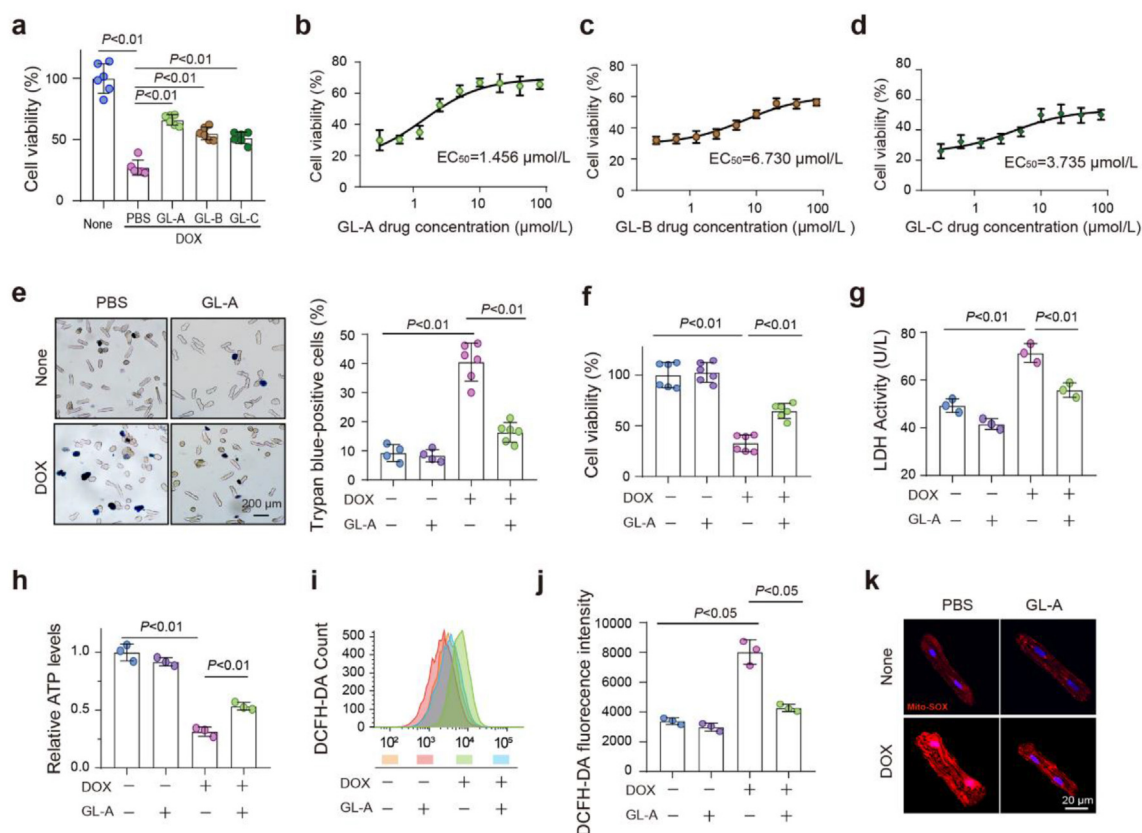 a
P<0.01
P<0.01
P<0.01
P<0.01
Cell viability (%)
100
50
0
None
PBS
GL-A
GL-B
GL-C
DOX
b
Cell viability (%)
80
60
40
20
0
EC50=1.456 μmol/L
1
10
100
GL-A drug concentration (μmol/L)
c
Cell viability (%)
80
60
40
20
0
EC50=6.730 μmol/L
1
10
100
GL-B drug concentration (μmol/L )
d
Cell viability (%)
80
60
40
20
0
EC50=3.735 μmol/L
1
10
100
GL-C drug concentration (μmol/L)
e
PBS
GL-A
None
DOX
200 μm
Trypan blue-positive cells (%)
50
40
30
20
10
0
P<0.01
P<0.01
DOX
− − + +
GL-A
− + − +
f
Cell viability (%)
150
100
50
0
P<0.01
P<0.01
DOX
− − + +
GL-A
− + − +
g
LDH Activity (U/L)
80
60
40
20
P<0.01
P<0.01
DOX
− − + +
GL-A
− + − +
h
Relative ATP levels
1.0
0.5
0.0
P<0.01
P<0.01
DOX
− − + +
GL-A
− + − +
i
DCFH-DA Count
500
400
300
200
100
0
10²
10³
10⁴
10⁵
DOX
− − + +
GL-A
− + − +
j
DCFH-DA fluorecence intensity
10000
8000
6000
4000
2000
0
P<0.05
P<0.05
DOX
− − + +
GL-A
− + − +
k
PBS
GL-A
None
Mito-SOX
DOX
20 μm